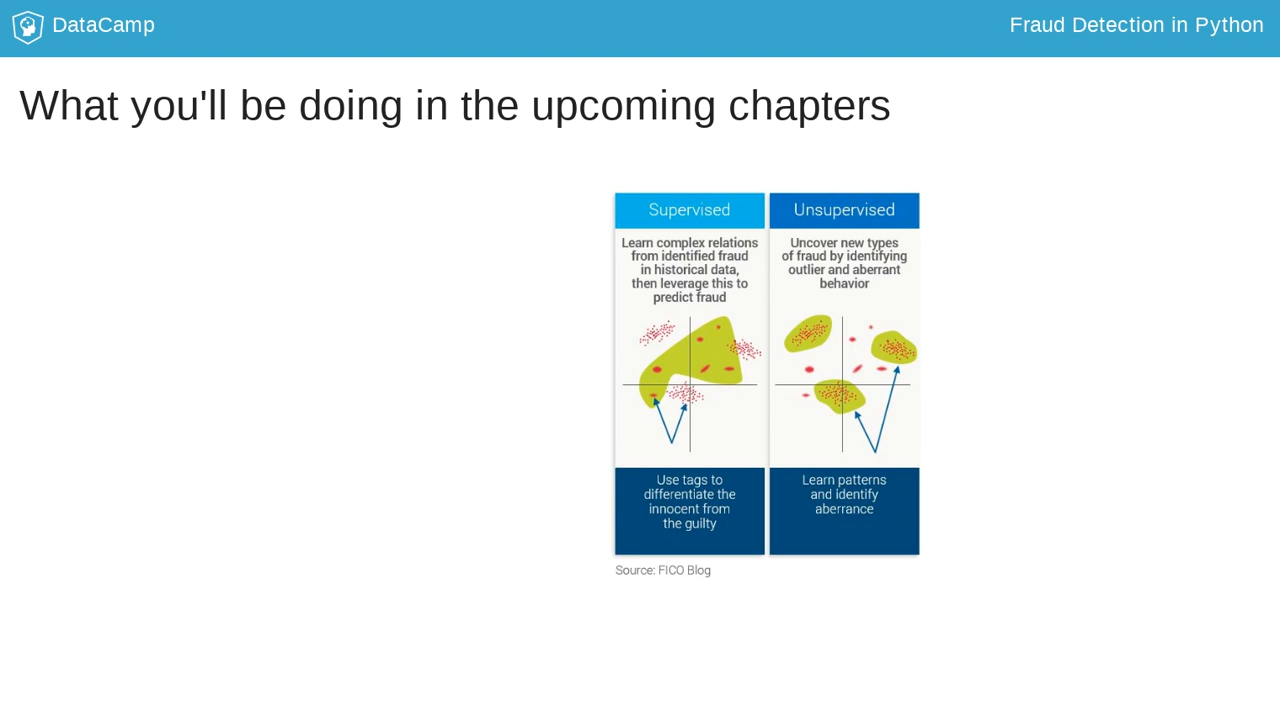 DataCamp
Fraud Detection in Python
What you'll be doing in the upcoming chapters
Supervised
Learn complex relations
from identified fraud
in historical data,
then leverage this to
predict fraud
Use tags to
differentiate the
innocent from
the guilty
Unsupervised
Uncover new types
of fraud by identifying
outlier and aberrant
behavior
Learn patterns
and identify
aberrance
Source: FICO Blog